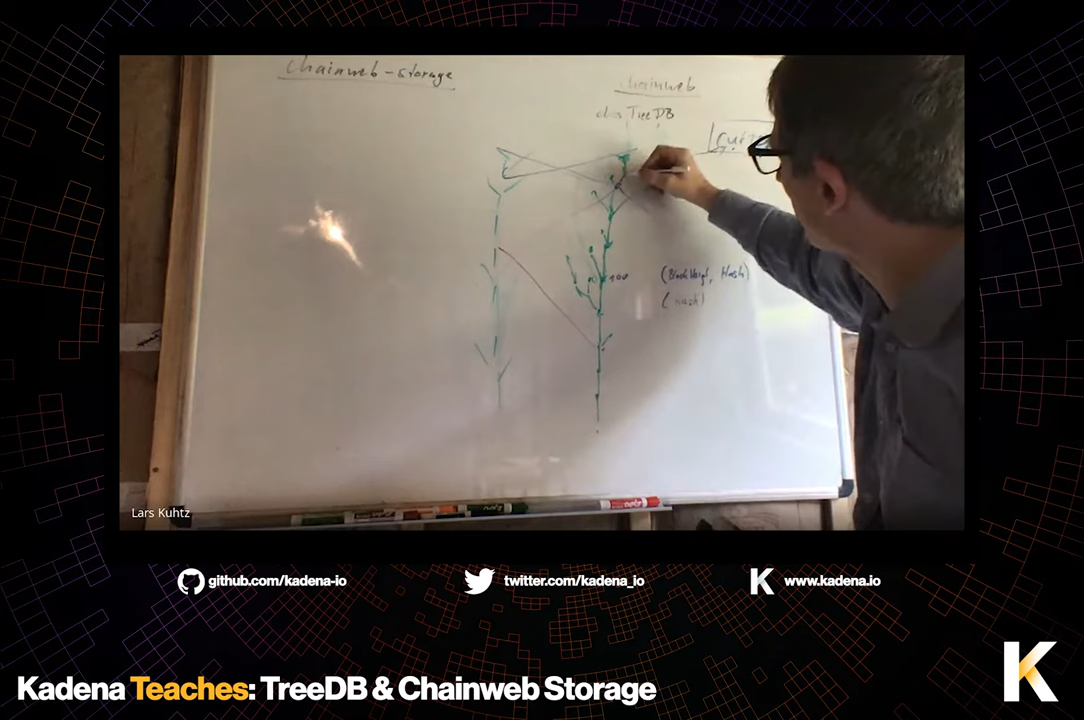 Chainweb-storage
chainweb
TreeDB
100
(BlockHeight, Hash)
(Hash)
Lars Kuhtz
github.com/kadena-io
twitter.com/kadena_io
www.kadena.io
Kadena Teaches: TreeDB & Chainweb Storage